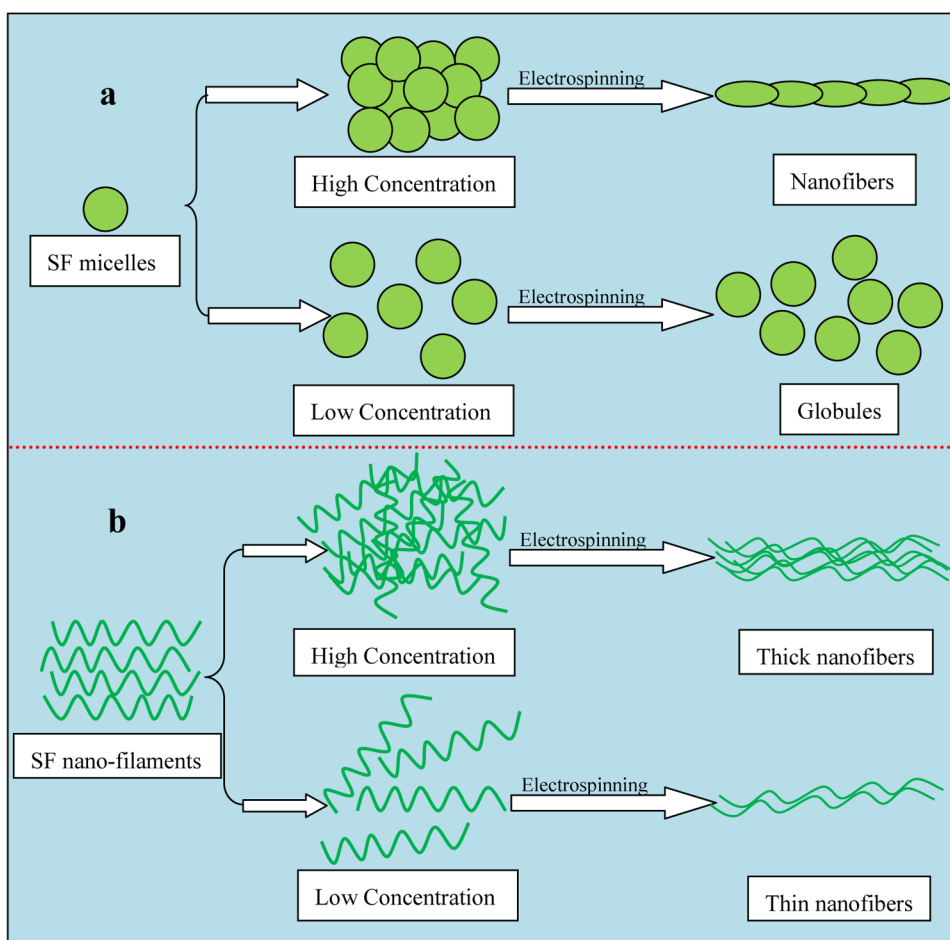 a
Electrospinning
High Concentration
Nanofibers
SF micelles
Electrospinning
Low Concentration
Globules
b
Electrospinning
High Concentration
Thick nanofibers
SF nano-filaments
Electrospinning
Low Concentration
Thin nanofibers